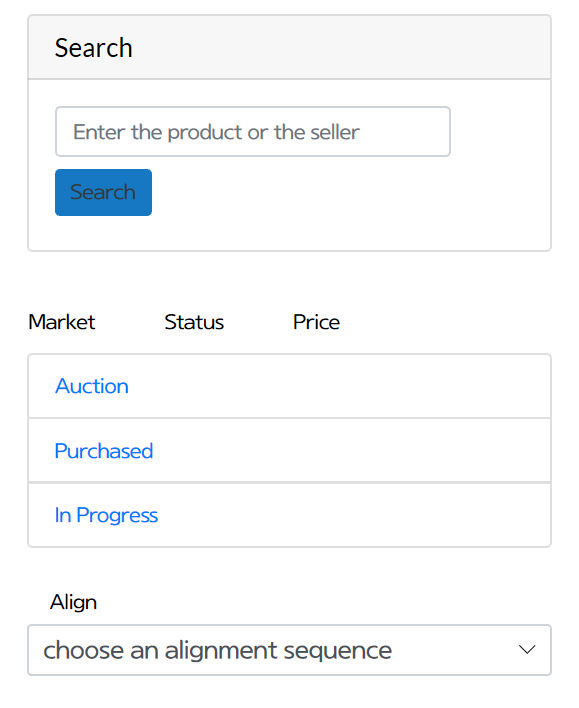 Search
Enter the product or the seller
Search
Market Status Price
Auction
Purchased
In Progress
Align
choose an alignment sequence